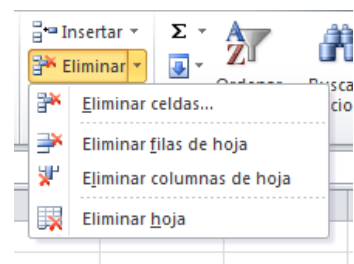 Insertar
Σ
Eliminar
Eliminar celdas...
Eliminar filas de hoja
Eliminar columnas de hoja
Eliminar hoja